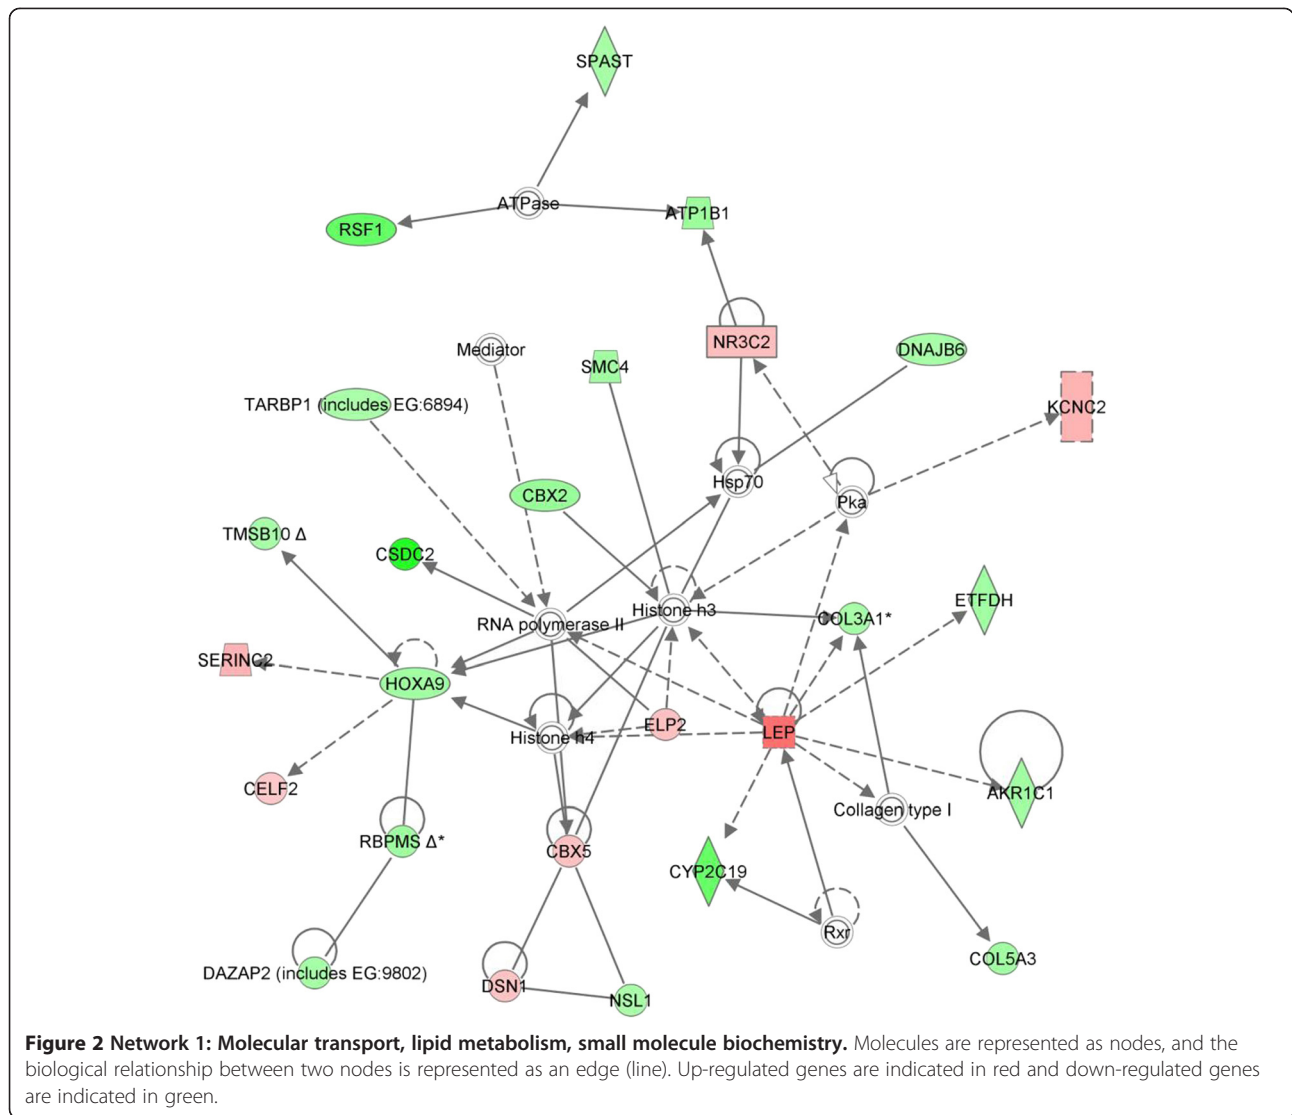 SPAST
ATPase
ATP1B1
RSF1
NR3C2
Mediator
DNAJB6
SMC4
TARBP1 (includes EG:6894)
KCNC2
Hsp70
CBX2
Pka
TMSB10 Δ
CSDC2
ETFDH
Histone h3
COL3A1*
RNA polymerase II
SERINC2
HOXA9
ELP2
LEP
Histone h4
CELF2
AKR1C1
Collagen type I
RBPMS Δ*
CBX5
CYP2C19
Rxr
COL5A3
DAZAP2 (includes EG:9802)
DSN1
NSL1
Figure 2 Network 1: Molecular transport, lipid metabolism, small molecule biochemistry. Molecules are represented as nodes, and the
biological relationship between two nodes is represented as an edge (line). Up-regulated genes are indicated in red and down-regulated genes
are indicated in green.